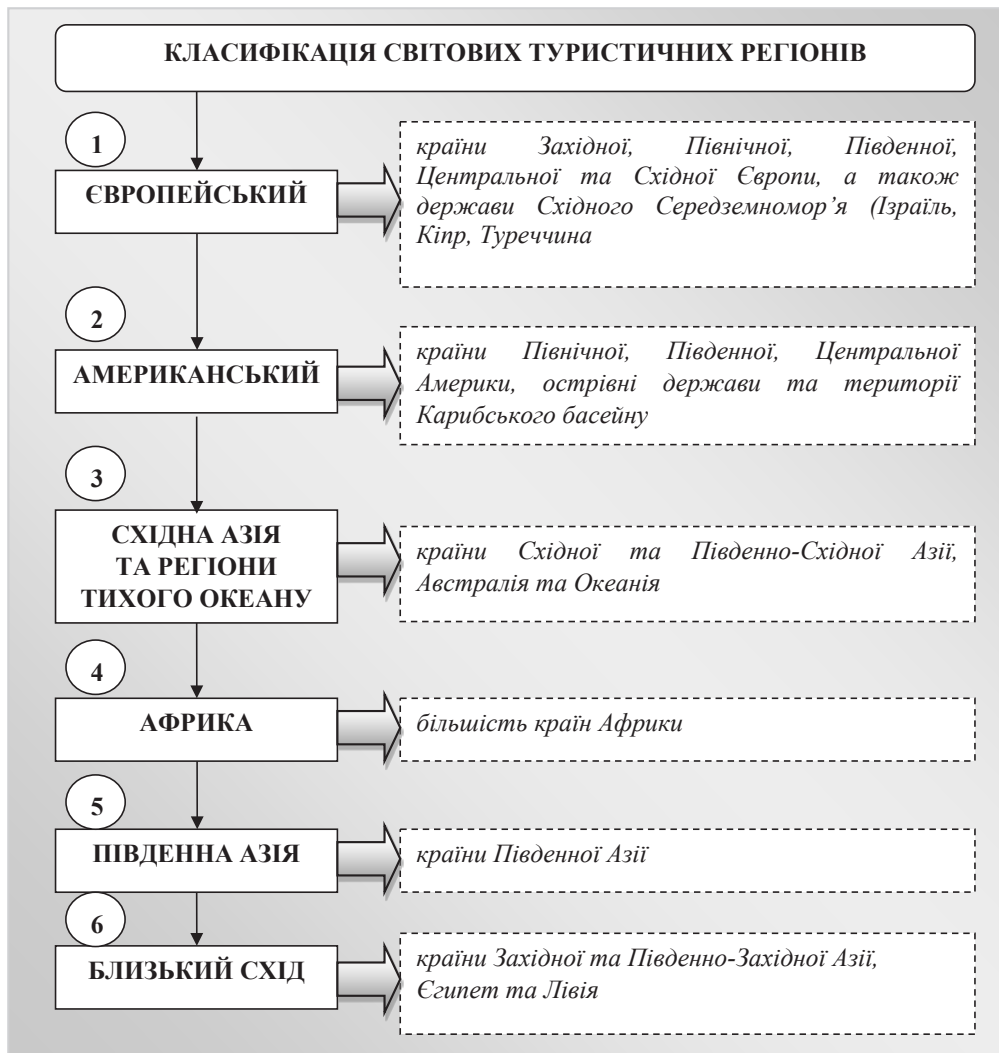 КЛАСИФІКАЦІЯ СВІТОВИХ ТУРИСТИЧНИХ РЕГІОНІВ
1
ЄВРОПЕЙСЬКИЙ
країни Західної, Північної, Південної,
Центральної та Східної Європи, а також
держави Східного Середземномор’я (Ізраїль,
Кіпр, Туреччина
2
АМЕРИКАНСЬКИЙ
країни Північної, Південної, Центральної
Америки, острівні держави та території
Карибського басейну
3
СХІДНА АЗІЯ
ТА РЕГІОНИ
ТИХОГО ОКЕАНУ
країни Східної та Південно-Східної Азії,
Австралія та Океанія
4
АФРИКА
більшість країн Африки
5
ПІВДЕННА АЗІЯ
країни Південної Азії
6
БЛИЗЬКИЙ СХІД
країни Західної та Південно-Західної Азії,
Єгипет та Лівія